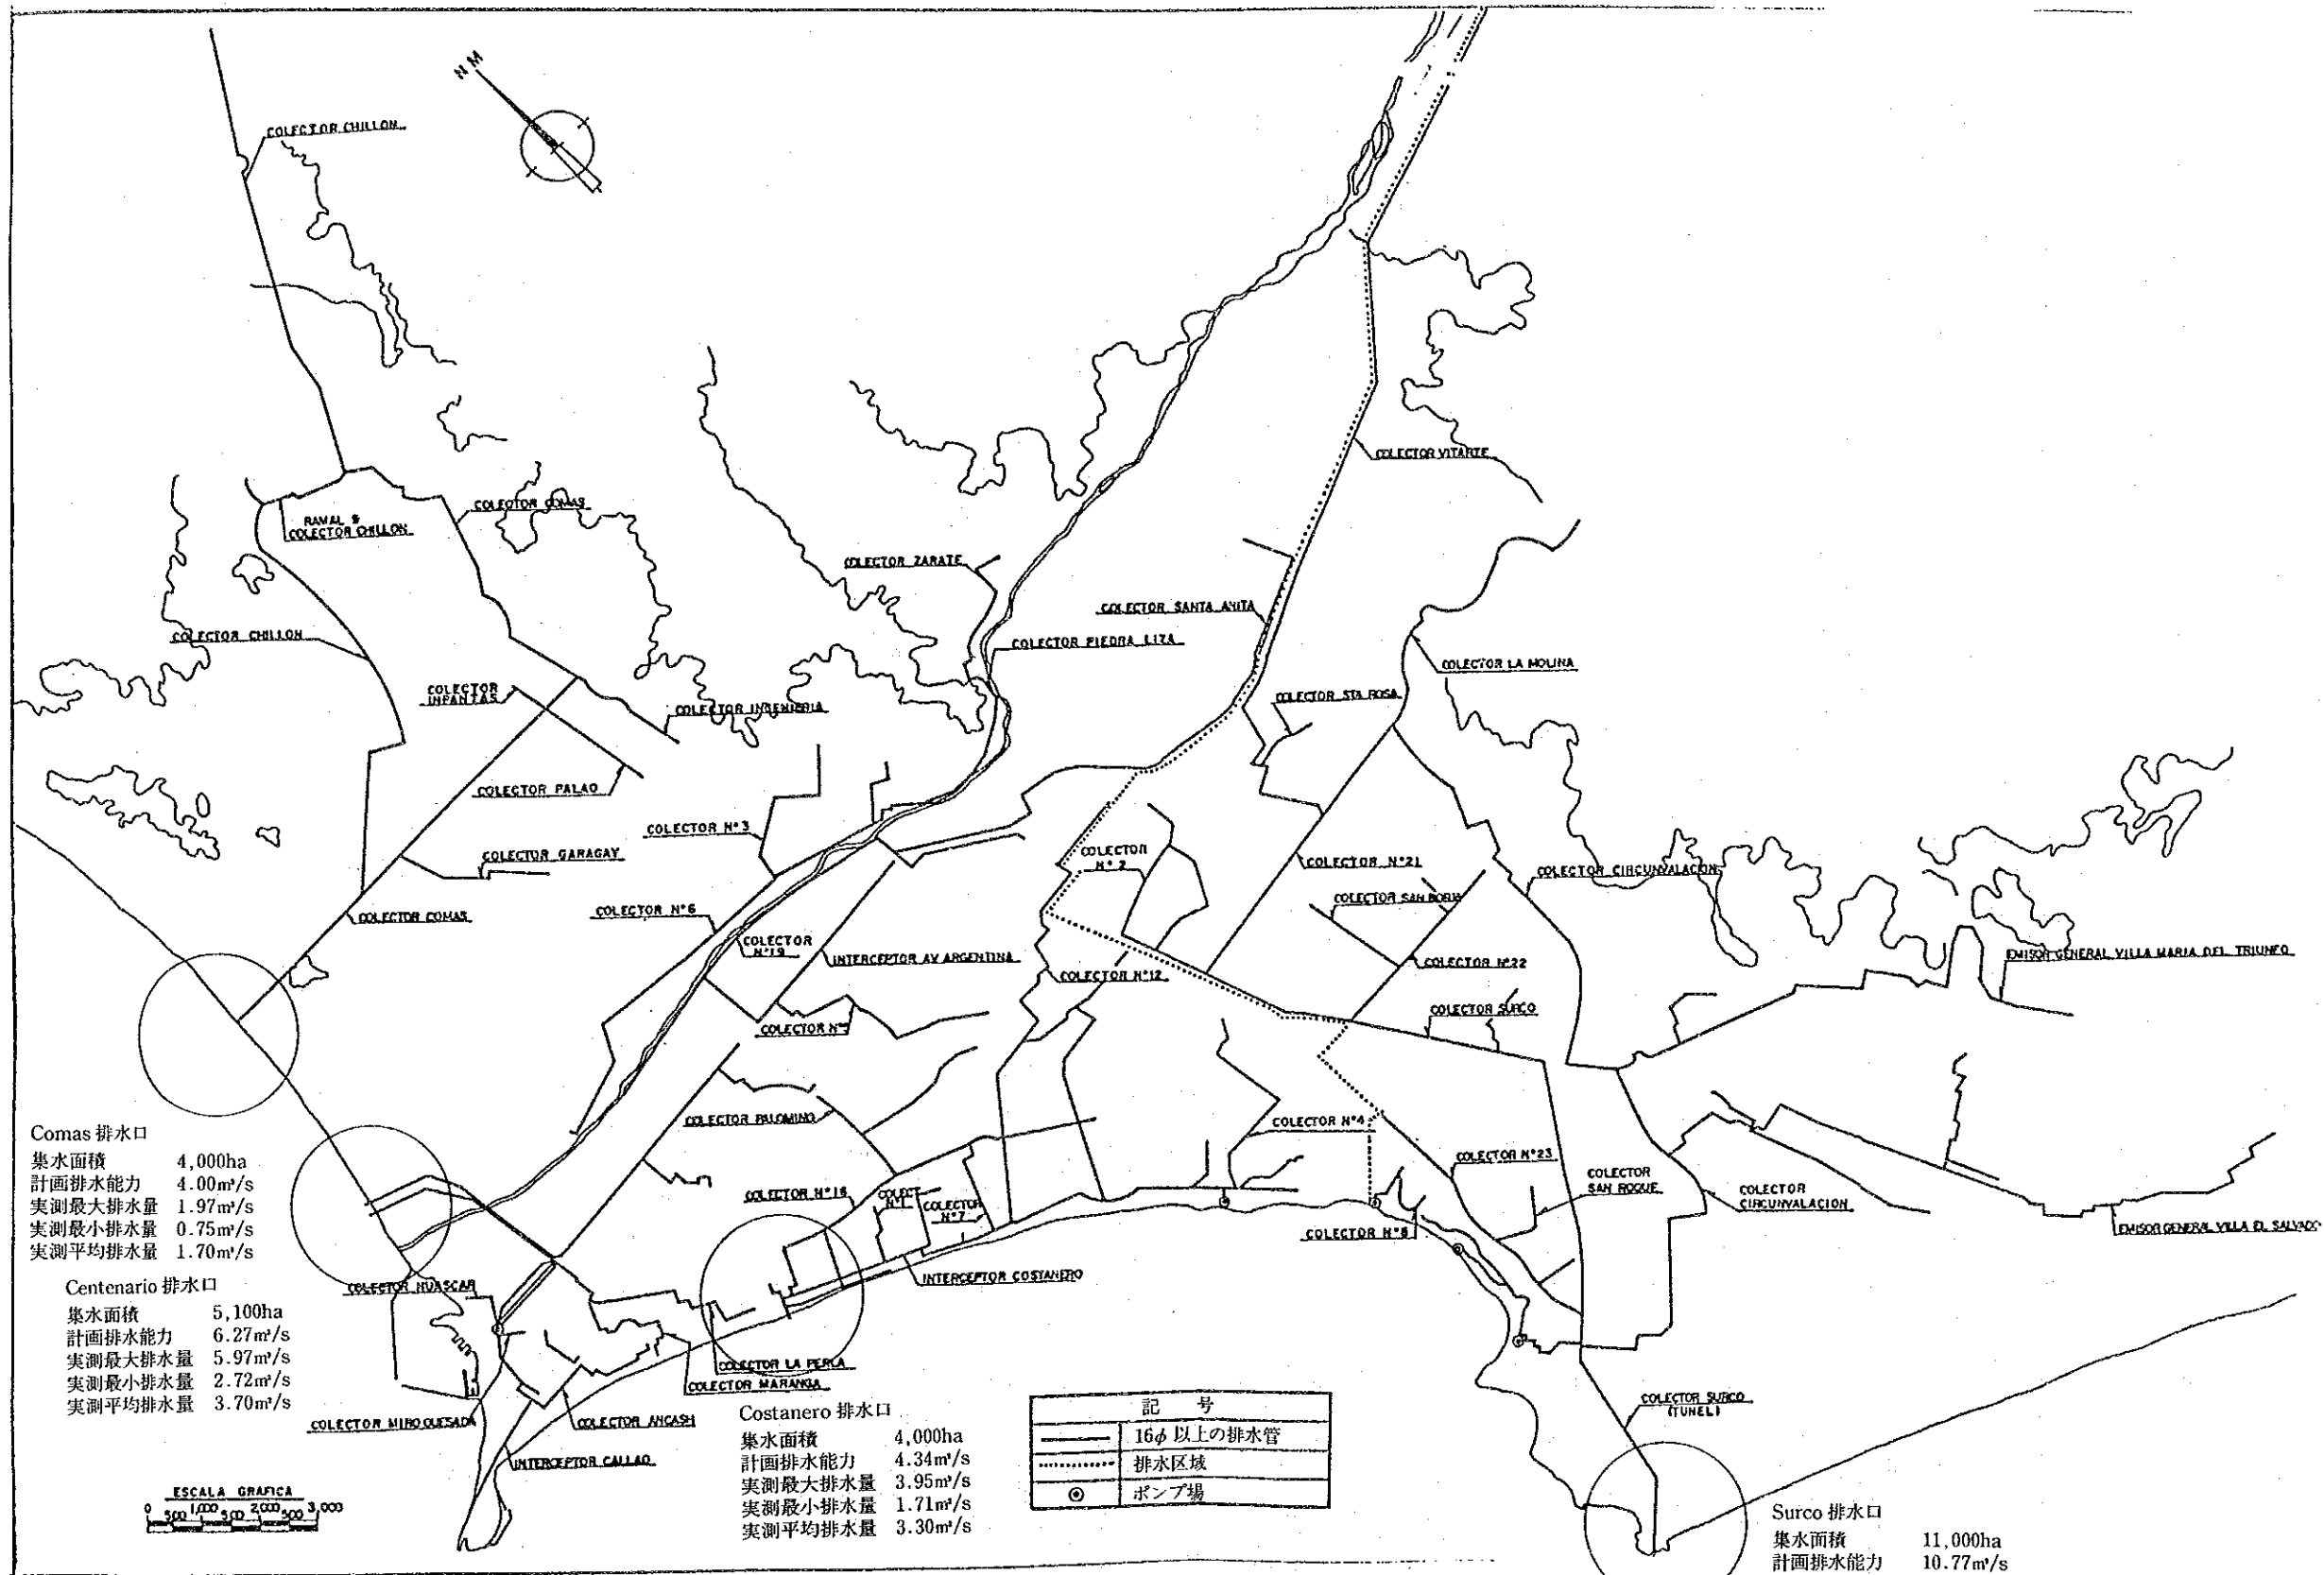 N M
COLECTOR CHILLON
COLECTOR VITARTE
COLECTOR COMAS
RAMAL
COLECTOR CHILLON
COLECTOR ZARATE
COLECTOR SANTA ANITA
COLECTOR CHILLON
COLECTOR PIEDRA LIZA
COLECTOR LA MOLINA
COLECTOR
INFANTAS
COLECTOR STA ROSA
COLECTOR INGENIERIA
COLECTOR PALAO
COLECTOR N°3
COLECTOR GARAGAY
COLECTOR
N° 2
COLECTOR N°21
COLECTOR CIRCUNVALACION
COLECTOR SAN BORJA
COLECTOR N°6
COLECTOR COMAS
COLECTOR
N°19
INTERCEPTOR AV ARGENTINA
COLECTOR N°12
COLECTOR N°22
EMISOR GENERAL VILLA MARIA DEL TRIUNFO
COLECTOR SURCO
COLECTOR PALOMINO
COLECTOR N°4
COLECTOR N°23
COLECTOR
SAN ROQUE
COLECTOR
CIRCUNVALACION
COLECTOR N°16
COLECT
N°1
COLECTOR
N°7
COLECTOR N°8
EMISOR GENERAL VILLA EL SALVADOR
INTERCEPTOR COSTANERO
Comas 排水口
集水面積 4,000ha
計画排水能力 4.00m³/s
実測最大排水量 1.97m³/s
実測最小排水量 0.75m³/s
実測平均排水量 1.70m³/s
Centenario 排水口
集水面積 5,100ha
計画排水能力 6.27m³/s
実測最大排水量 5.97m³/s
実測最小排水量 2.72m³/s
実測平均排水量 3.70m³/s
COLECTOR HUASCAR
COLECTOR LA PERLA
COLECTOR MARANGA
COLECTOR MIRO QUESADA
COLECTOR ANCASH
INTERCEPTOR CALLAO
Costanero 排水口
集水面積 4,000ha
計画排水能力 4.34m³/s
実測最大排水量 3.95m³/s
実測最小排水量 1.71m³/s
実測平均排水量 3.30m³/s
記 号
16φ 以上の排水管
排水区域
ポンプ場
COLECTOR SURCO
(TUNEL)
ESCALA GRAFICA
0 500 1,000 500 2,000 500 3,000
Surco 排水口
集水面積 11,000ha
計画排水能力 10.77m³/s